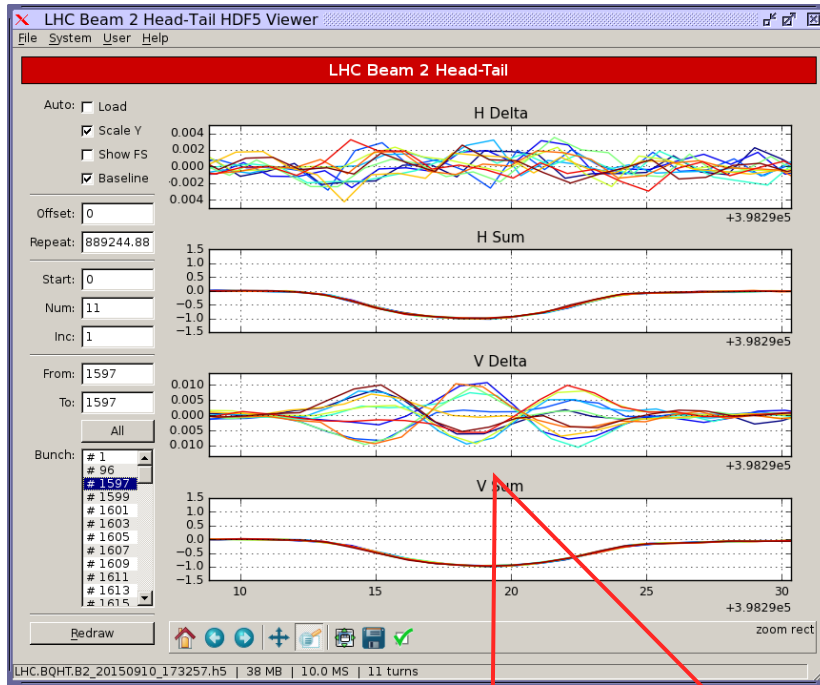 LHC Beam 2 Head-Tail HDF5 Viewer
File System User Help
LHC Beam 2 Head-Tail
Auto: Load
Scale Y
Show FS
Baseline
Offset: 0
Repeat: 889244.88
Start: 0
Num: 11
Inc: 1
From: 1597
To: 1597
All
Bunch: # 1
# 96
# 1597
# 1599
# 1601
# 1603
# 1605
# 1607
# 1609
# 1611
# 1613
# 1615
Redraw
H Delta
0.004
0.002
0.000
0.002
0.004
+3.9829e5
H Sum
1.5
1.0
0.5
0.0
−0.5
−1.0
−1.5
+3.9829e5
V Delta
0.010
0.005
0.000
0.005
0.010
+3.9829e5
V Sum
1.5
1.0
0.5
0.0
−0.5
−1.0
−1.5
10 15 20 25 30
+3.9829e5
zoom rect
LHC.BQHT.B2_20150910_173257.h5 | 38 MB | 10.0 MS | 11 turns